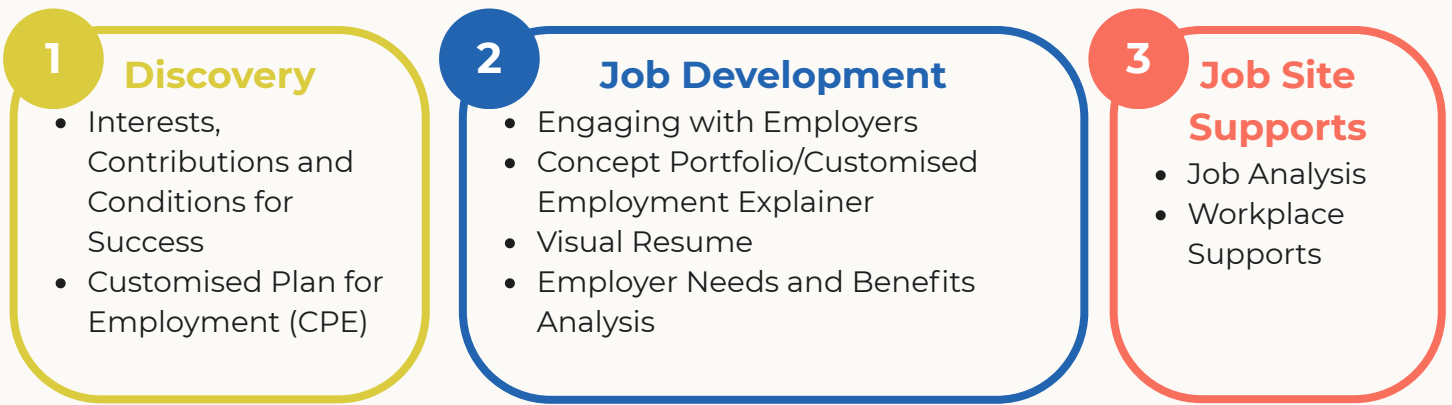 1
Discovery
• Interests,
Contributions and
Conditions for
Success
• Customised Plan for
Employment (CPE)
2
Job Development
• Engaging with Employers
• Concept Portfolio/Customised
Employment Explainer
• Visual Resume
• Employer Needs and Benefits
Analysis
3
Job Site
Supports
• Job Analysis
• Workplace
Supports